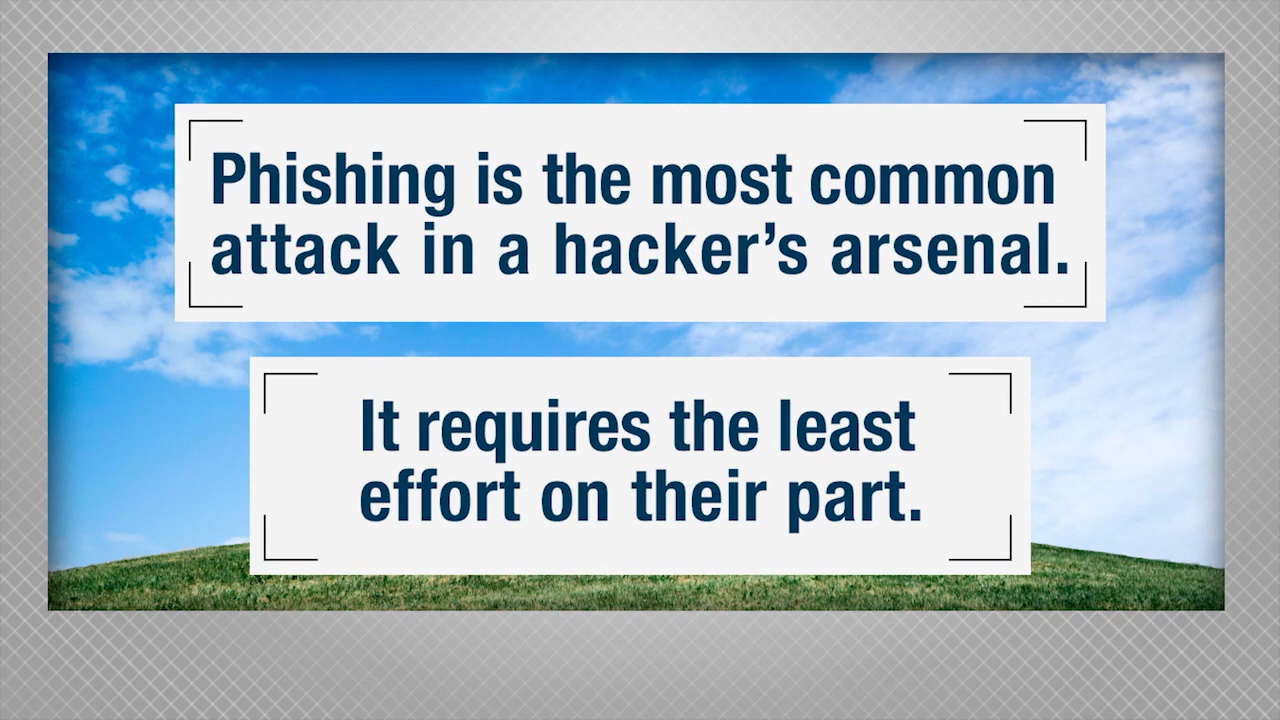 Phishing is the most common
attack in a hacker’s arsenal.
It requires the least
effort on their part.